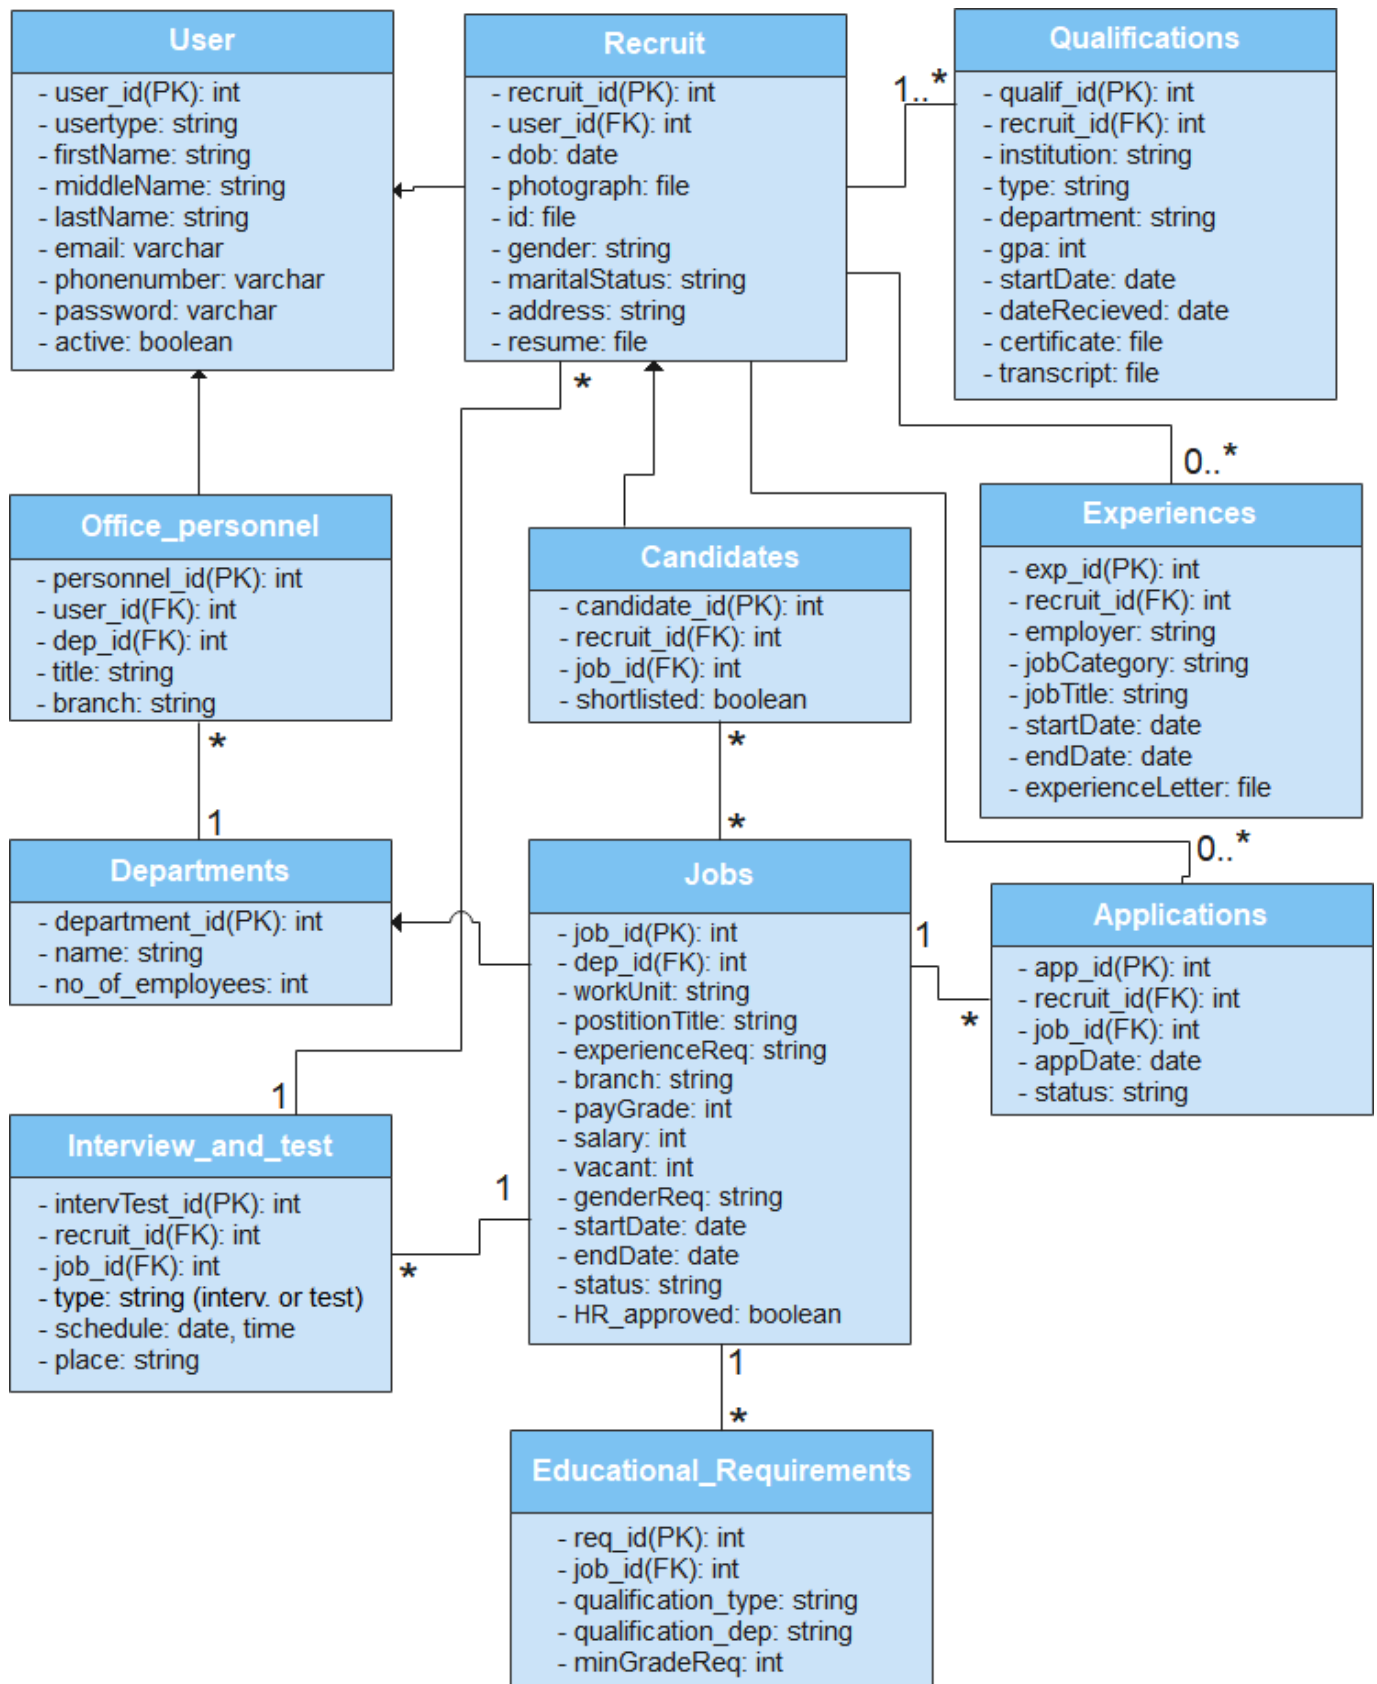 User
- user_id(PK): int
- usertype: string
- firstName: string
- middleName: string
- lastName: string
- email: varchar
- phonenumber: varchar
- password: varchar
- active: boolean
Recruit
- recruit_id(PK): int
- user_id(FK): int
- dob: date
- photograph: file
- id: file
- gender: string
- maritalStatus: string
- address: string
- resume: file
*
1..*
Qualifications
- qualif_id(PK): int
- recruit_id(FK): int
- institution: string
- type: string
- department: string
- gpa: int
- startDate: date
- dateRecieved: date
- certificate: file
- transcript: file
0..*
Office_personnel
- personnel_id(PK): int
- user_id(FK): int
- dep_id(FK): int
- title: string
- branch: string
*
1
Candidates
- candidate_id(PK): int
- recruit_id(FK): int
- job_id(FK): int
- shortlisted: boolean
*
*
Experiences
- exp_id(PK): int
- recruit_id(FK): int
- employer: string
- jobCategory: string
- jobTitle: string
- startDate: date
- endDate: date
- experienceLetter: file
0..*
Departments
- department_id(PK): int
- name: string
- no_of_employees: int
Jobs
- job_id(PK): int
- dep_id(FK): int
- workUnit: string
- postitionTitle: string
- experienceReq: string
- branch: string
- payGrade: int
- salary: int
- vacant: int
- genderReq: string
- startDate: date
- endDate: date
- status: string
- HR_approved: boolean
1
*
Applications
- app_id(PK): int
- recruit_id(FK): int
- job_id(FK): int
- appDate: date
- status: string
1
Interview_and_test
- intervTest_id(PK): int
- recruit_id(FK): int
- job_id(FK): int
- type: string (interv. or test)
- schedule: date, time
- place: string
1
*
1
*
Educational_Requirements
- req_id(PK): int
- job_id(FK): int
- qualification_type: string
- qualification_dep: string
- minGradeReq: int